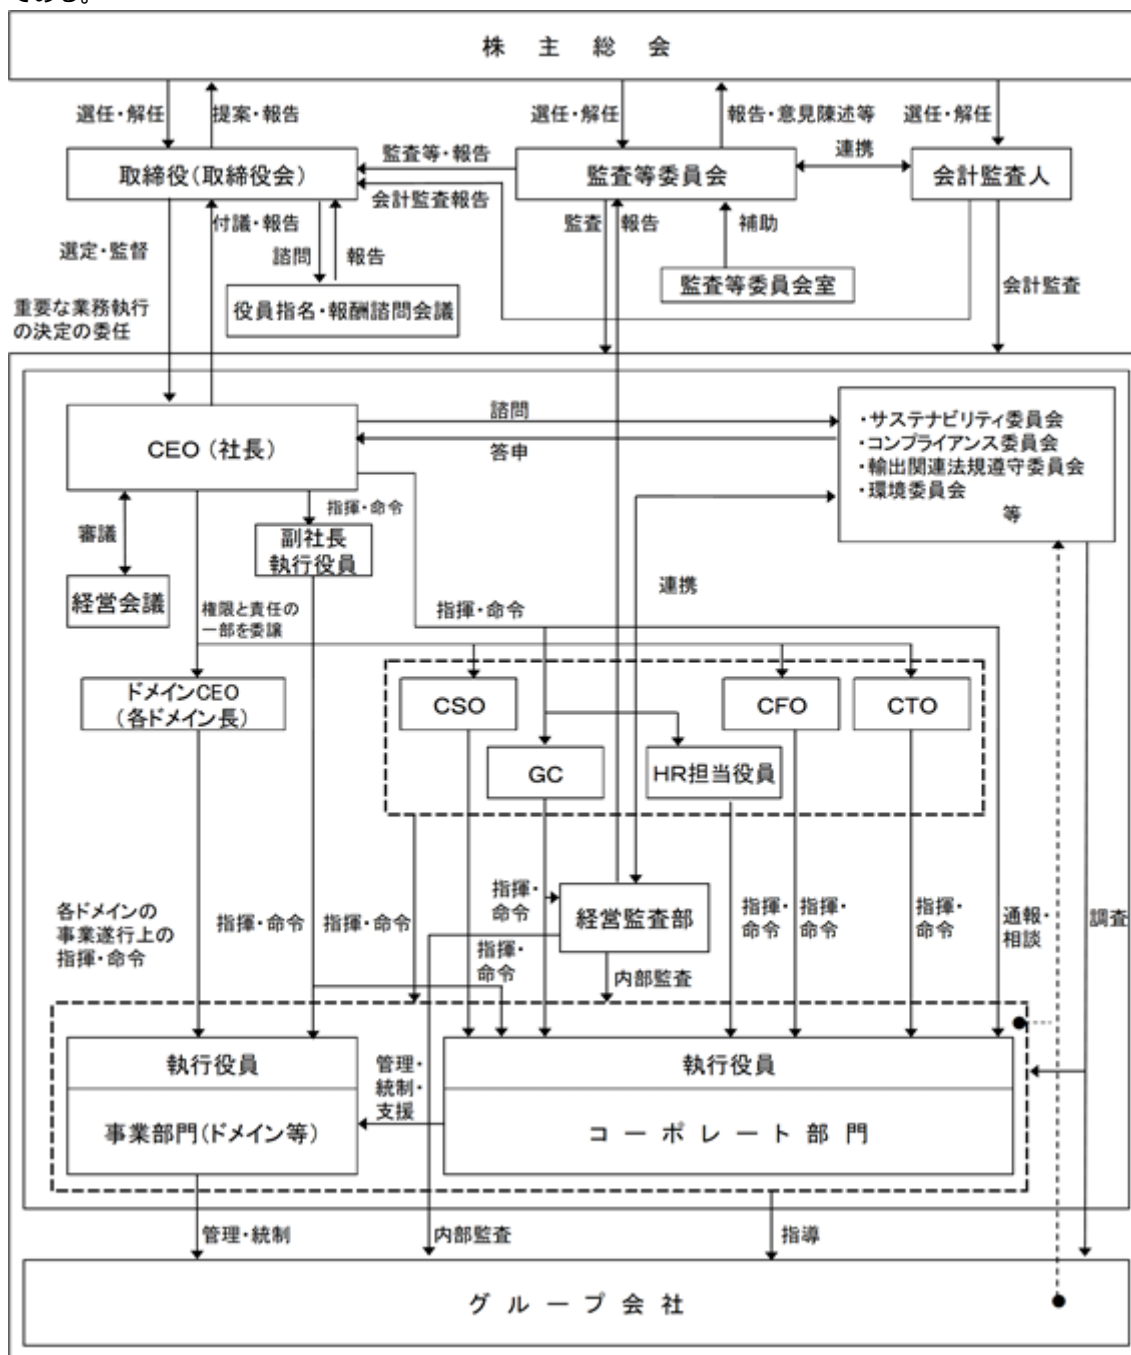 である。
株主総会
選任・解任
提案・報告
選任・解任
報告・意見陳述等
選任・解任
取締役(取締役会)
監査等・報告
会計監査報告
監査等委員会
連携
会計監査人
選定・監督
付議・報告
諮問
報告
監査
報告
補助
会計監査
役員指名・報酬諮問会議
監査等委員会室
重要な業務執行
の決定の委任
CEO(社長)
諮問
答申
・サステナビリティ委員会
・コンプライアンス委員会
・輸出関連法規遵守委員会
・環境委員会
等
審議
指揮・命令
副社長
執行役員
経営会議
連携
権限と責任の
一部を委譲
指揮・命令
ドメインCEO
(各ドメイン長)
CSO
CFO
CTO
GC
HR担当役員
各ドメインの
事業遂行上の
指揮・命令
指揮・命令
指揮・命令
指揮・
命令
指揮・
命令
経営監査部
内部監査
指揮・
命令
指揮・
命令
指揮・
命令
通報・
相談
調査
執行役員
事業部門(ドメイン等)
管理・
統制・
支援
執行役員
コーポレート部門
管理・統制
内部監査
指導
グループ会社